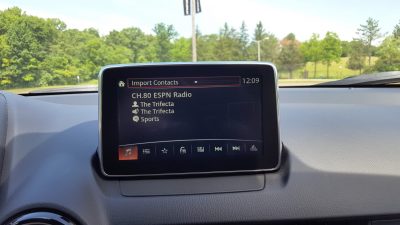 Import Contacts 12:09
CH.80 ESPN Radio
The Trifecta
The Trifecta
Sports